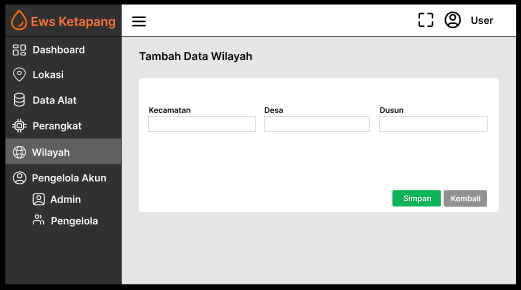 Ews Ketapang
User
Dashboard
Lokasi
Data Alat
Perangkat
Wilayah
Pengelola Akun
Admin
Pengelola
Tambah Data Wilayah
Kecamatan Desa Dusun
Simpan Kembali